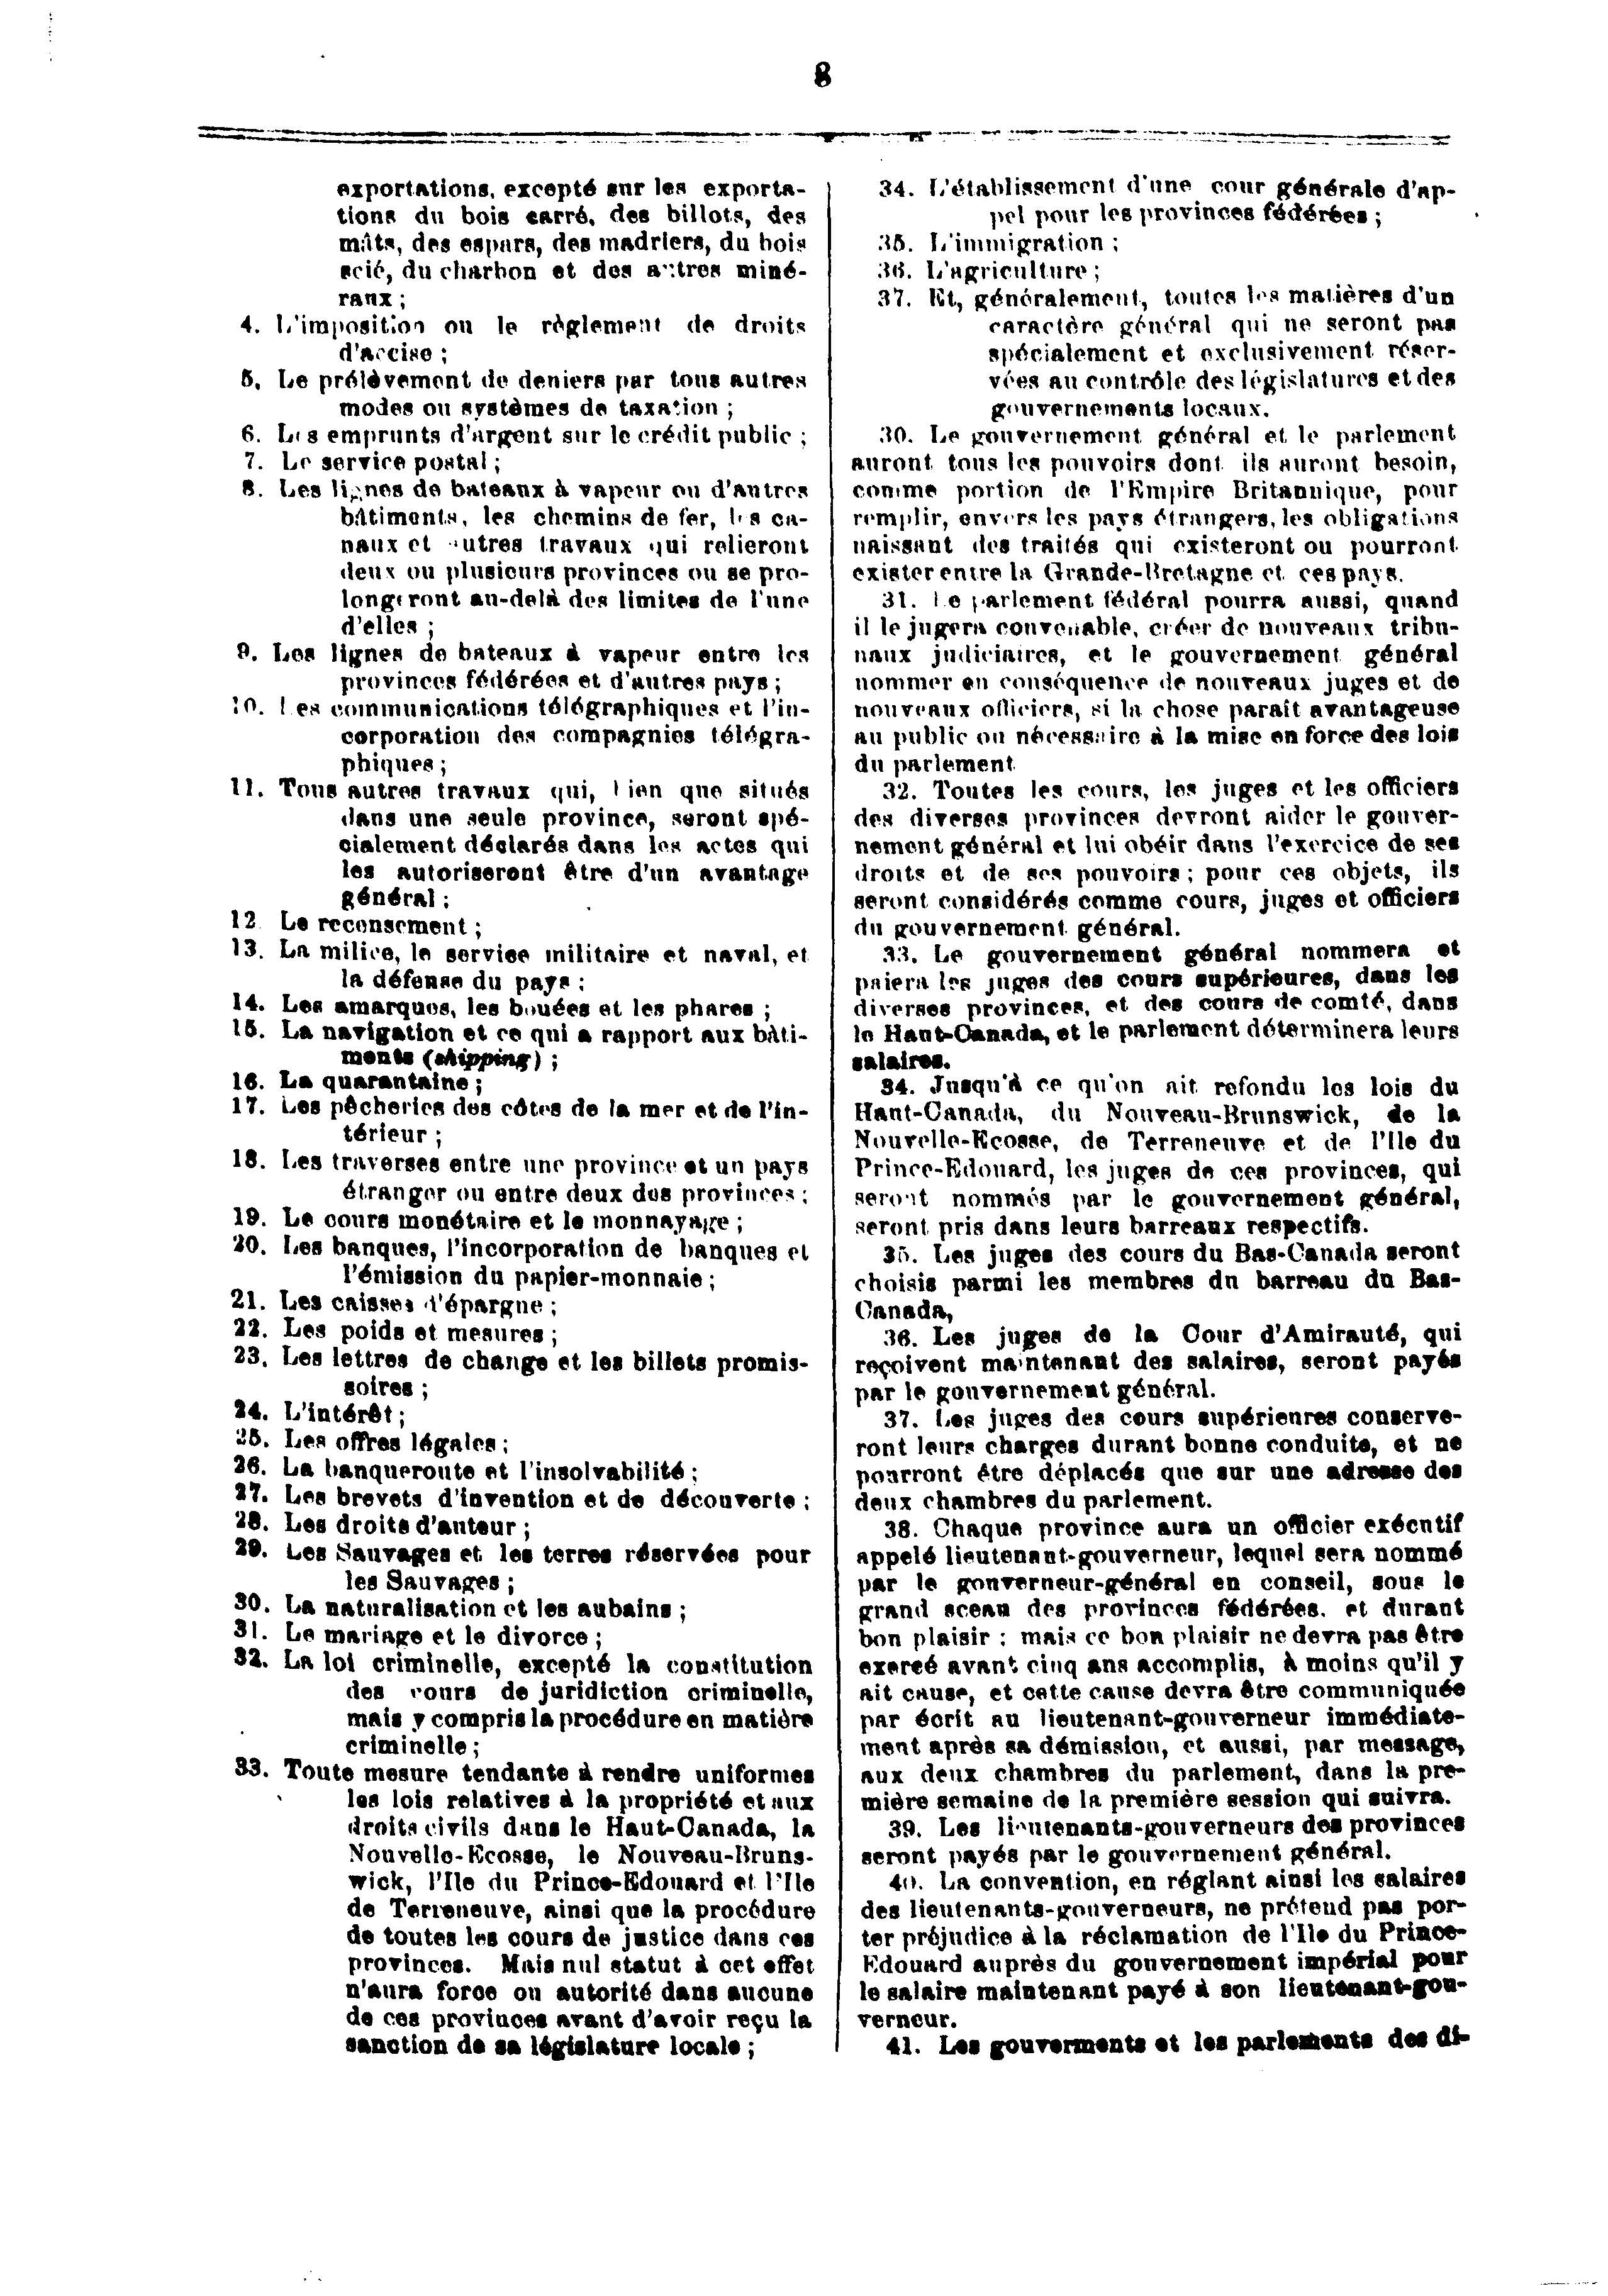 8
exportations, excepté sur les exporta-
tions du bois carré, des billots, des
mâts, des espars, des madriers, du bois
scié, du charbon et des autres miné-
raux ;
4. L'imposition ou le règlement de droits
d'accise ;
5. Le prélèvement de deniers par tous autres
modes ou systèmes de taxation ;
6. Les emprunts d'argent sur le crédit public ;
7. Le service postal ;
8. Les lignes de bateaux à vapeur ou d'autres
bâtiments, les chemins de fer, les ca-
naux et autres travaux qui relieront
deux ou plusieurs provinces ou se pro-
longeront au-delà des limites de l'une
d'elles ;
9. Les lignes de bateaux à vapeur entre les
provinces fédérées et d'autres pays ;
10. Les communications télégraphiques et l'in-
corporation des compagnies télégra-
phiques ;
11. Tous autres travaux qui, bien que situés
dans une seule province, seront spé-
cialement déclarés dans les actes qui
les autoriseront être d'un avantage
général ;
12. Le recensement ;
13. La milice, le service militaire et naval, et
la défense du pays ;
14. Les amarques, les bouées et les phares ;
15. La navigation et ce qui a rapport aux bâti-
ments (shipping) ;
16. La quarantaine ;
17. Les pêcheries des côtes de la mer et de l'in-
térieur ;
18. Les traverses entre une province et un pays
étranger ou entre deux des provinces ;
19. Le cours monétaire et le monnayage ;
20. Les banques, l'incorporation de banques et
l'émission du papier-monnaie ;
21. Les caisses d'épargne ;
22. Les poids et mesures ;
23. Les lettres de change et les billets promis-
soires ;
24. L'intérêt ;
25. Les offres légales ;
26. La banqueroute et l'insolvabilité ;
27. Les brevets d'invention et de découverte ;
28. Les droits d'auteur ;
29. Les Sauvages et les terres réservées pour
les Sauvages ;
30. La naturalisation et les aubains ;
31. Le mariage et le divorce ;
32. La loi criminelle, excepté la constitution
des cours de juridiction criminelle,
mais y compris la procédure en matière
criminelle ;
33. Toute mesure tendante à rendre uniformes
les lois relatives à la propriété et aux
droits civils dans le Haut-Canada, la
Nouvelle-Ecosse, le Nouveau-Bruns-
wick, l'Ile du Prince-Edouard et l'Ile
de Terreneuve, ainsi que la procédure
de toutes les cours de justice dans ces
provinces. Mais nul statut à cet effet
n'aura force ou autorité dans aucune
de ces provinces avant d'avoir reçu la
sanction de sa législature locale ;
34. L'établissement d'une cour générale d'ap-
pel pour les provinces fédérées ;
35. L'immigration ;
36. L'agriculture ;
37. Et, généralement, toutes les matières d'un
caractère général qui ne seront pas
spécialement et exclusivement réser-
vées au contrôle des législatures et des
gouvernements locaux.
30. Le gouvernement général et le parlement
auront tous les pouvoirs dont ils auront besoin,
comme portion de l'Empire Britannique, pour
remplir, envers les pays étrangers, les obligations
naissant des traités qui existeront ou pourront
exister entre la Grande-Bretagne et ces pays.
31. Le parlement fédéral pourra aussi, quand
il le jugera convenable, créer de nouveaux tribu-
naux judiciaires, et le gouvernement général
nommer en conséquence de nouveaux juges et de
nouveaux officiers, si la chose parait avantageuse
au public ou nécessaire à la mise en force des lois
du parlement
32. Toutes les cours, les juges et les officiers
des diverses provinces devront aider le gouver-
nement général et lui obéir dans l'exercice de ses
droits et de ses pouvoirs ; pour ces objets, ils
seront considérés comme cours, juges et officiers
du gouvernement général.
33. Le gouvernement général nommera et
paiera les juges des cours supérieures, dans les
diverses provinces, et des cours de comté, dans
le Haut-Canada, et le parlement déterminera leurs
salaires.
34. Jusqu'à ce qu'on ait refondu les lois du
Haut-Canada, du Nouveau-Brunswick, de la
Nouvelle-Ecosse, de Terreneuve et de l'Ile du
Prince-Edouard, les juges de ces provinces, qui
seront nommés par le gouvernement général,
seront pris dans leurs barreaux respectifs.
35. Les juges des cours du Bas-Canada seront
choisis parmi les membres du barreau du Bas-
Canada,
36. Les juges de la Cour d'Amirauté, qui
reçoivent maintenant des salaires, seront payés
par le gouvernement général.
37. Les juges des cours supérieures conserve-
ront leurs charges durant bonne conduite, et ne
pourront être déplacés que sur une adresse des
deux chambres du parlement.
38. Chaque province aura un officier exécutif
appelé lieutenant-gouverneur, lequel sera nommé
par le gouverneur-général en conseil, sous le
grand sceau des provinces fédérées, et durant
bon plaisir ; mais ce bon plaisir ne devra pas être
exercé avant cinq ans accomplis, à moins qu'il y
ait cause, et cette cause devra être communiquée
par écrit au lieutenant-gouverneur immédiate-
ment après sa démission, et aussi, par message,
aux deux chambres du parlement, dans la pre-
mière semaine de la première session qui suivra.
39. Les lieutenants-gouverneurs des provinces
seront payés par le gouvernement général.
40. La convention, en réglant ainsi les salaires
des lieutenants-gouverneurs, ne prétend pas por-
ter préjudice à la réclamation de l'Ile du Prince-
Edouard auprès du gouvernement impérial pour
le salaire maintenant payé à son lieutenant-gou-
verneur.
41. Les gouverments et les parlements des di-